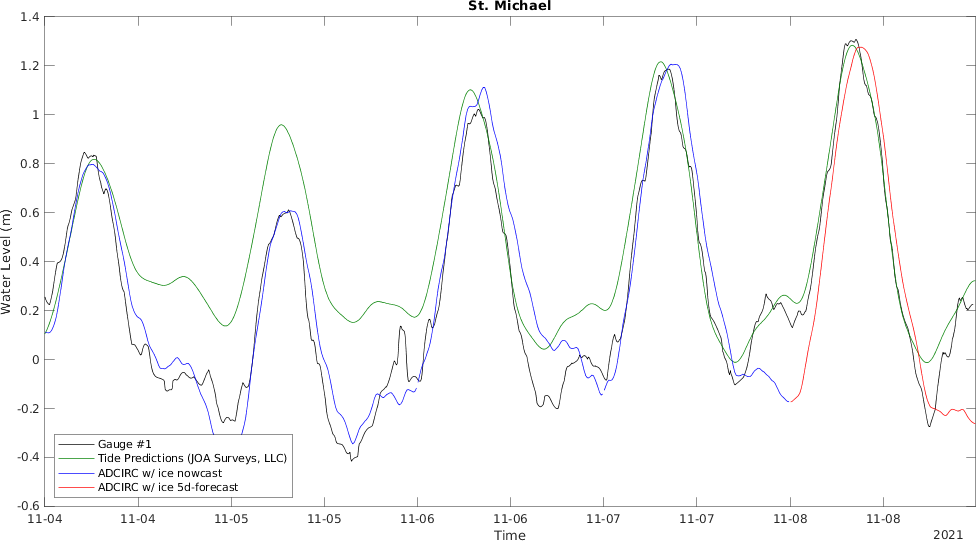 St. Michael
1.4
1.2
1
0.8
0.6
0.4
0.2
0
-0.2
-0.4
-0.6
Water Level (m)
Gauge #1
Tide Predictions (JOA Surveys, LLC)
ADCIRC w/ ice nowcast
ADCIRC w/ ice 5d-forecast
11-04 11-04 11-05 11-05 11-06 11-06 11-07 11-07 11-08 11-08
Time
2021